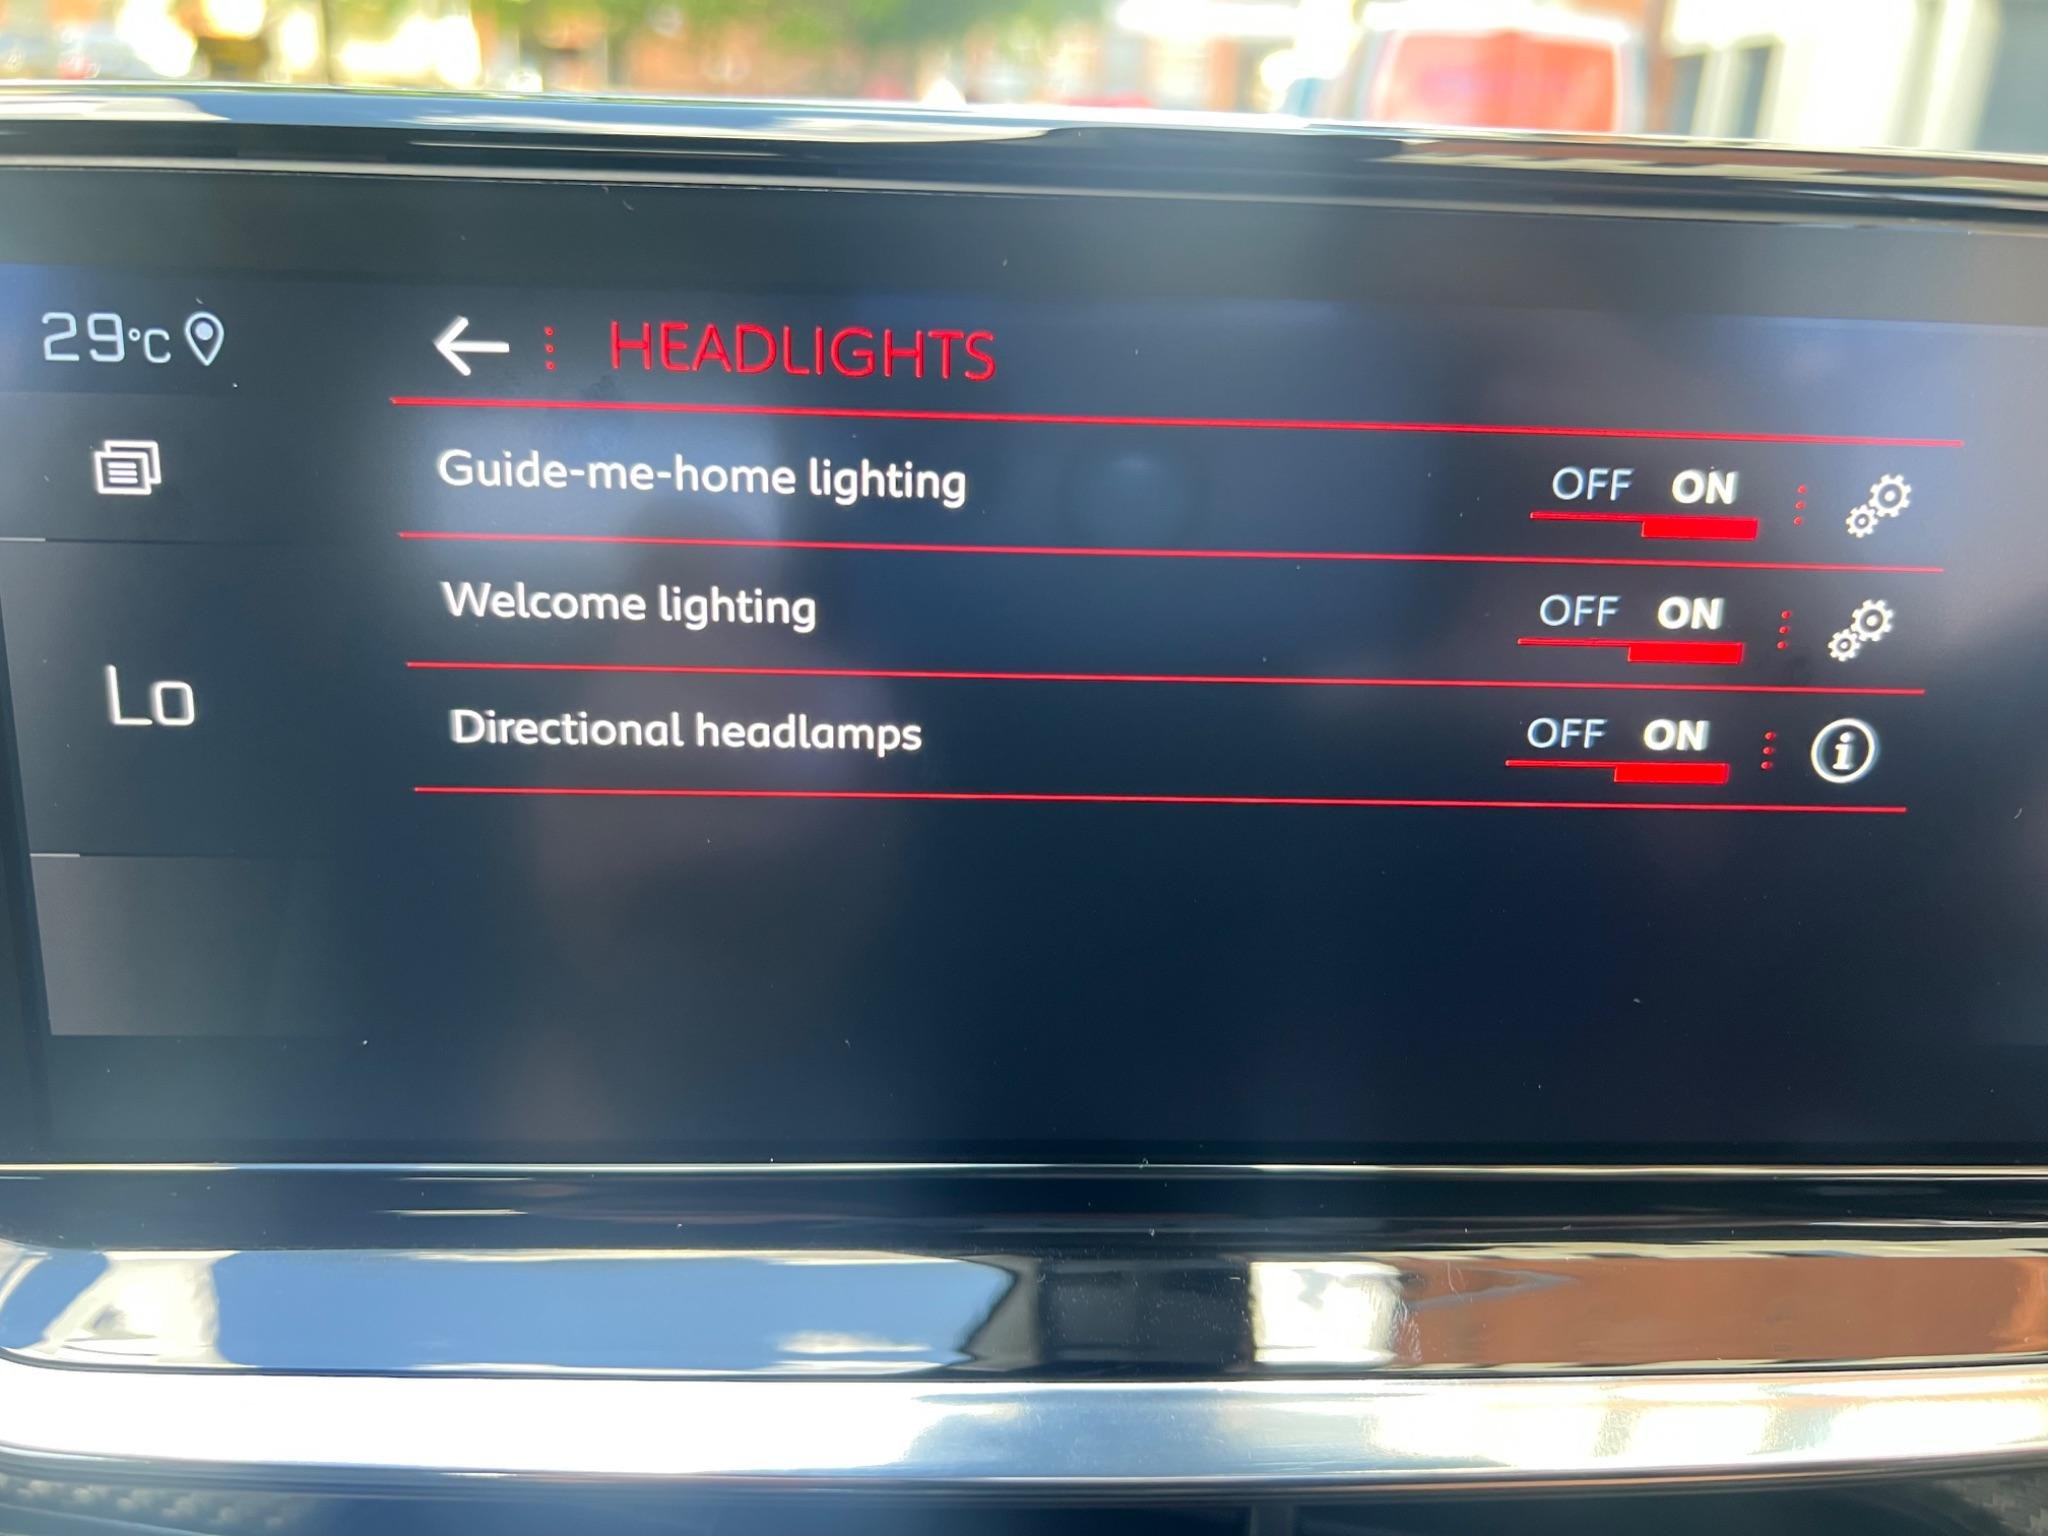 29°C
HEADLIGHTS
Guide-me-home lighting OFF ON
Welcome lighting OFF ON
Lo
Directional headlamps OFF ON i